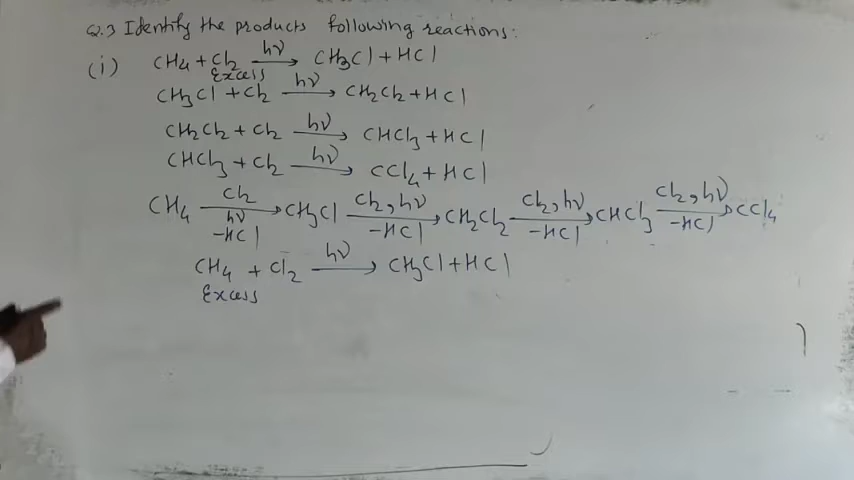 Q.3 Identify the products following reactions:
(i) CH4 + Cl2 hν → CH3Cl + HCl
Excess
CH3Cl + Cl2 hν → CH2Cl2 + HCl
CH2Cl2 + Cl2 hν → CHCl3 + HCl
CHCl3 + Cl2 hν → CCl4 + HCl
CH4 Cl2 hν -HCl → CH3Cl Cl2, hν -HCl → CH2Cl2 Cl2, hν -HCl → CHCl3 Cl2, hν -HCl → CCl4
CH4 + Cl2 hν → CH3Cl + HCl
Excess